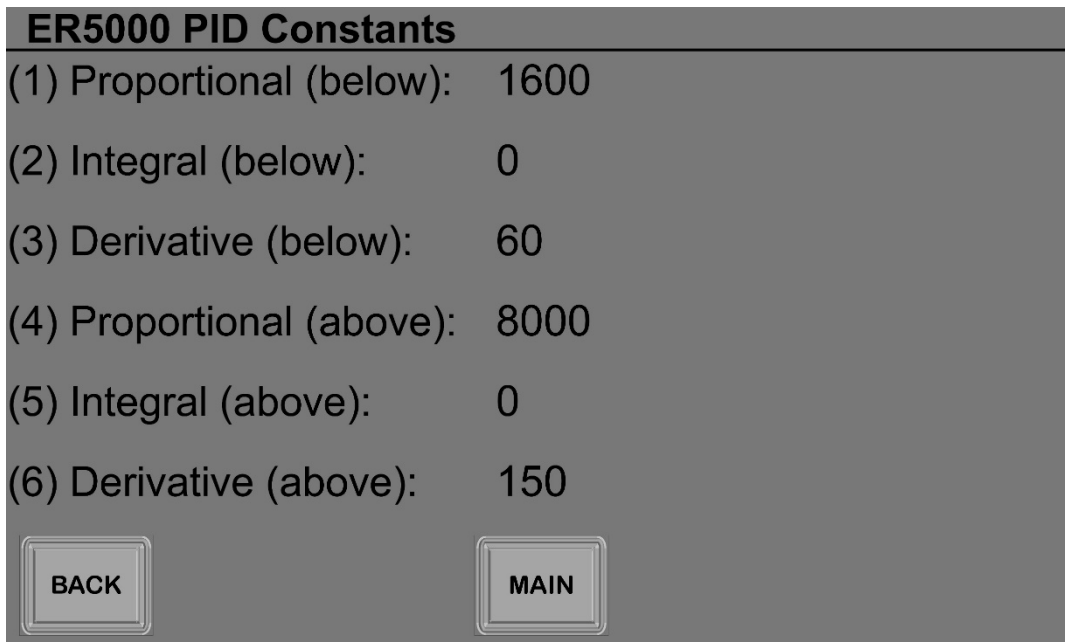 ER5000 PID Constants
(1) Proportional (below): 1600
(2) Integral (below): 0
(3) Derivative (below): 60
(4) Proportional (above): 8000
(5) Integral (above): 0
(6) Derivative (above): 150
BACK MAIN